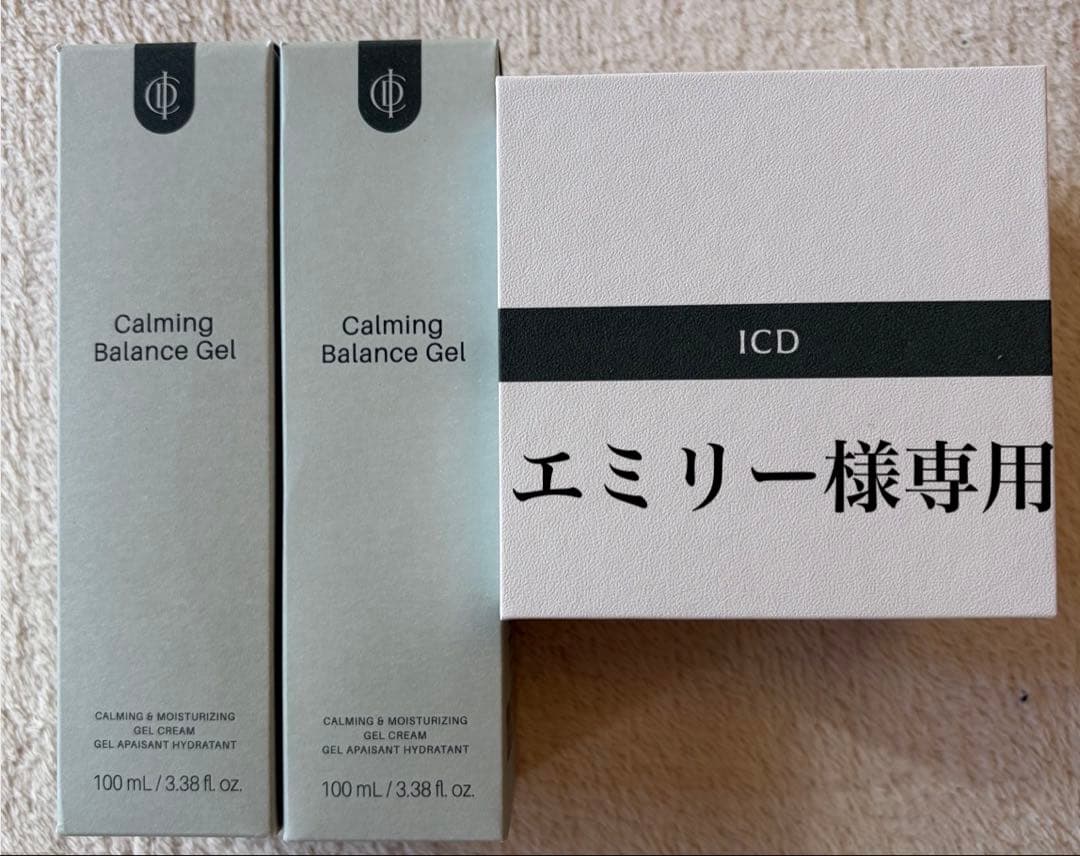 Calming
Balance Gel
CALMING & MOISTURIZING
GEL CREAM
GEL APAISANT HYDRATANT
100 mL / 3.38 fl. oz.
Calming
Balance Gel
CALMING & MOISTURIZING
GEL CREAM
GEL APAISANT HYDRATANT
100 mL / 3.38 fl. oz.
ICD
エミリー様専用